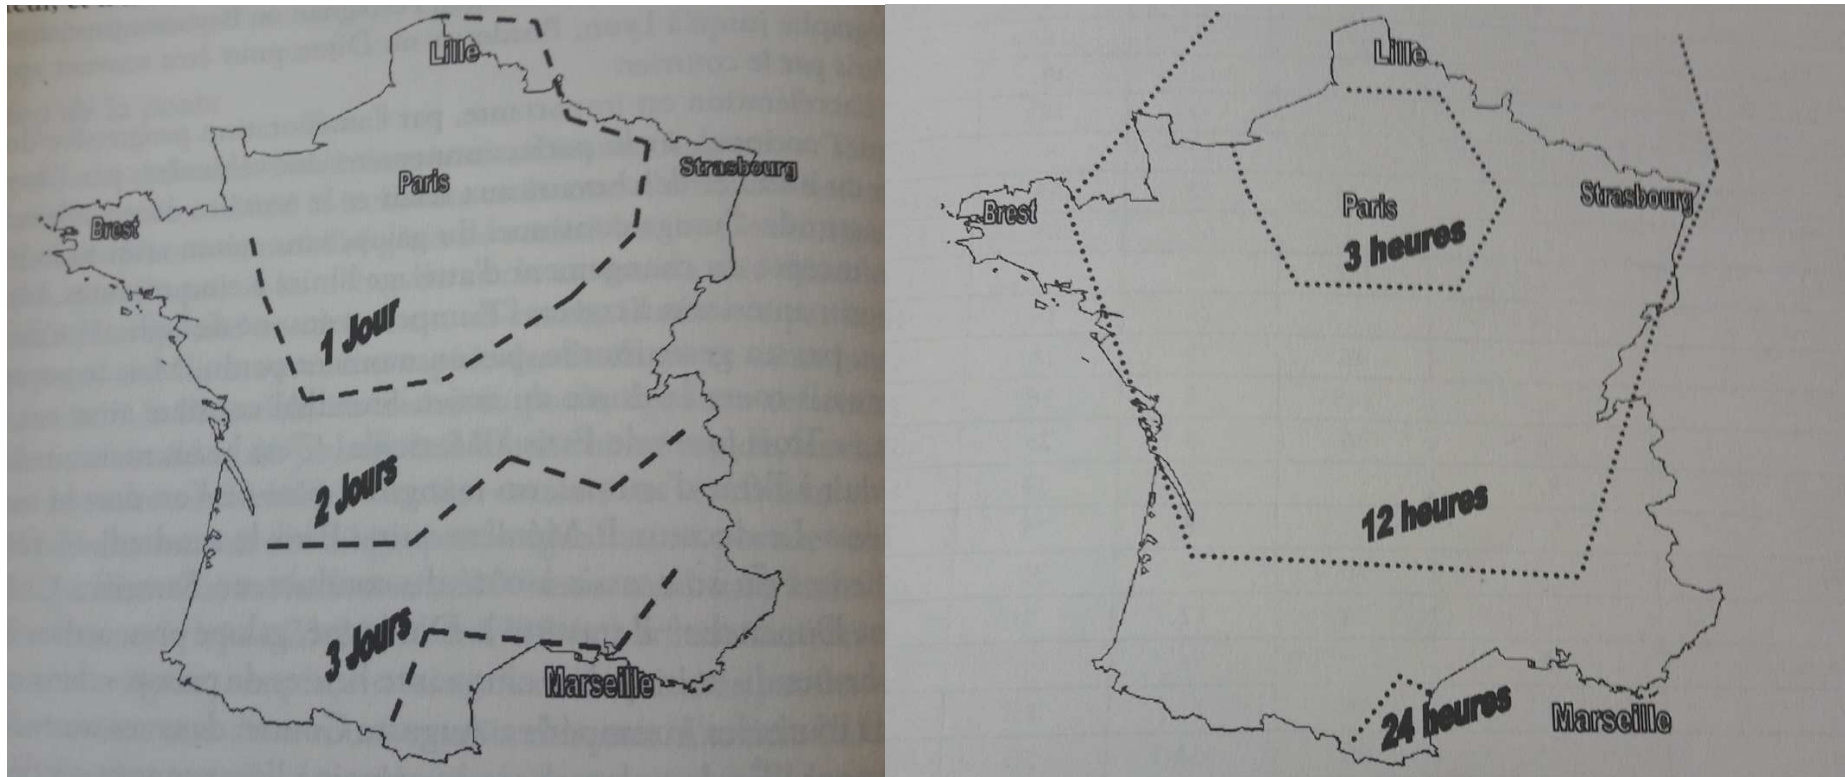 Lille
Paris
Strasbourg
Brest
1 Jour
2 Jours
3 Jours
Marseille
Lille
Paris
Strasbourg
Brest
3 heures
12 heures
24 heures
Marseille